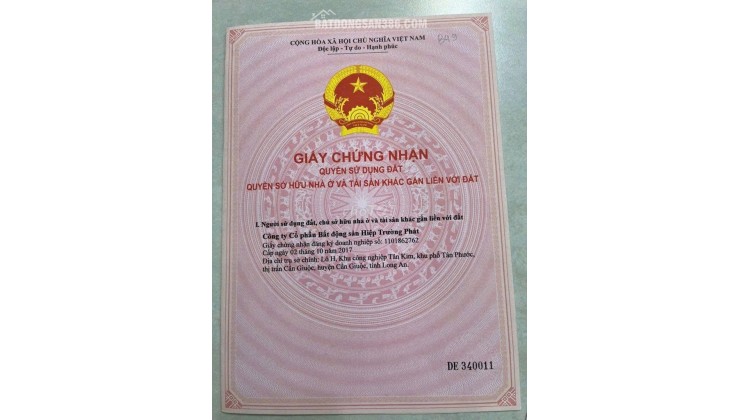 BATDONGSAN366.COM
CỘNG HÒA XÃ HỘI CHỦ NGHĨA VIỆT NAM
Độc lập - Tự do - Hạnh phúc
GIẤY CHỨNG NHẬN
QUYỀN SỬ DỤNG ĐẤT
QUYỀN SỞ HỮU NHÀ Ở VÀ TÀI SẢN KHÁC GẮN LIỀN VỚI ĐẤT
I. Người sử dụng đất, chủ sở hữu nhà ở và tài sản khác gắn liền với đất
Công ty Cổ phần Bất động sản Hiệp Trường Phát
Giấy chứng nhận đăng ký doanh nghiệp số: 1101862762
Cấp ngày 02 tháng 10 năm 2017
Địa chỉ trụ sở chính: Lô H, Khu công nghiệp Tân Kim, khu phố Tân Phước,
thị trấn Cần Giuộc, huyện Cần Giuộc, tỉnh Long An.
DE 340011